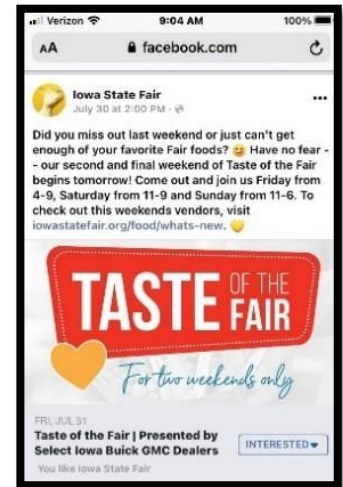 Verizon 9:04 AM 100%
AA facebook.com
Iowa State Fair
July 30 at 2:00 PM ·
Did you miss out last weekend or just can't get
enough of your favorite Fair foods? 😋 Have no fear -
- our second and final weekend of Taste of the Fair
begins tomorrow! Come out and join us Friday from
4-9, Saturday from 11-9 and Sunday from 11-6. To
check out this weekends vendors, visit
iowastatefair.org/food/whats-new. 💛
TASTE OF THE
FAIR
For two weekends only
FRI, JUL 31
Taste of the Fair | Presented by
Select Iowa Buick GMC Dealers
INTERESTED
You like Iowa State Fair